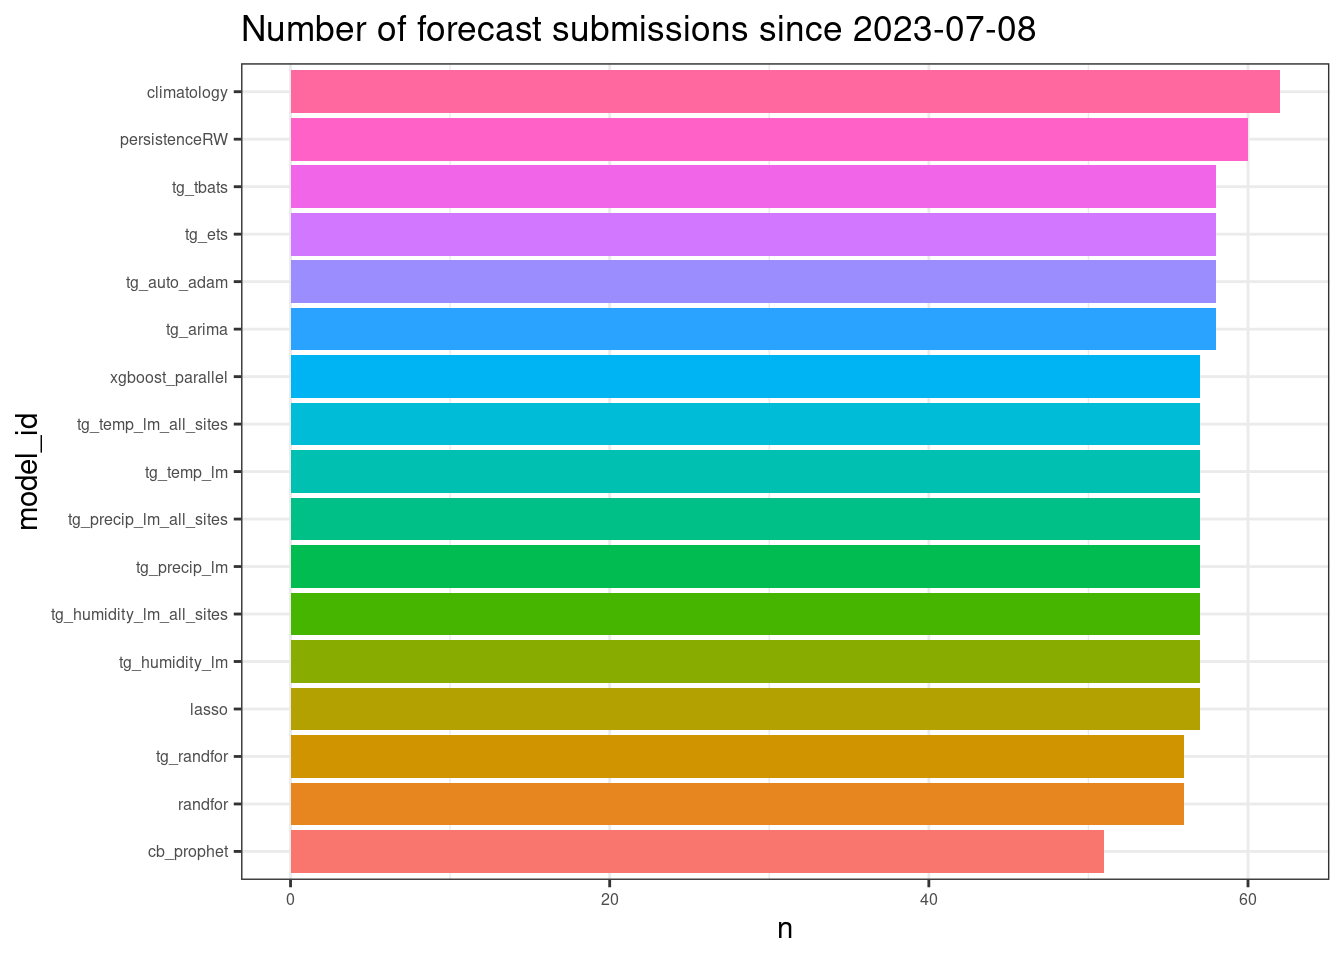 Number of forecast submissions since 2023-07-08
climatology
persistenceRW
tg_tbats
tg_ets
tg_auto_adam
tg_arima
xgboost_parallel
tg_temp_lm_all_sites
tg_temp_lm
tg_precip_lm_all_sites
tg_precip_lm
tg_humidity_lm_all_sites
tg_humidity_lm
lasso
tg_randfor
randfor
cb_prophet
model_id
0 20 40 60
n